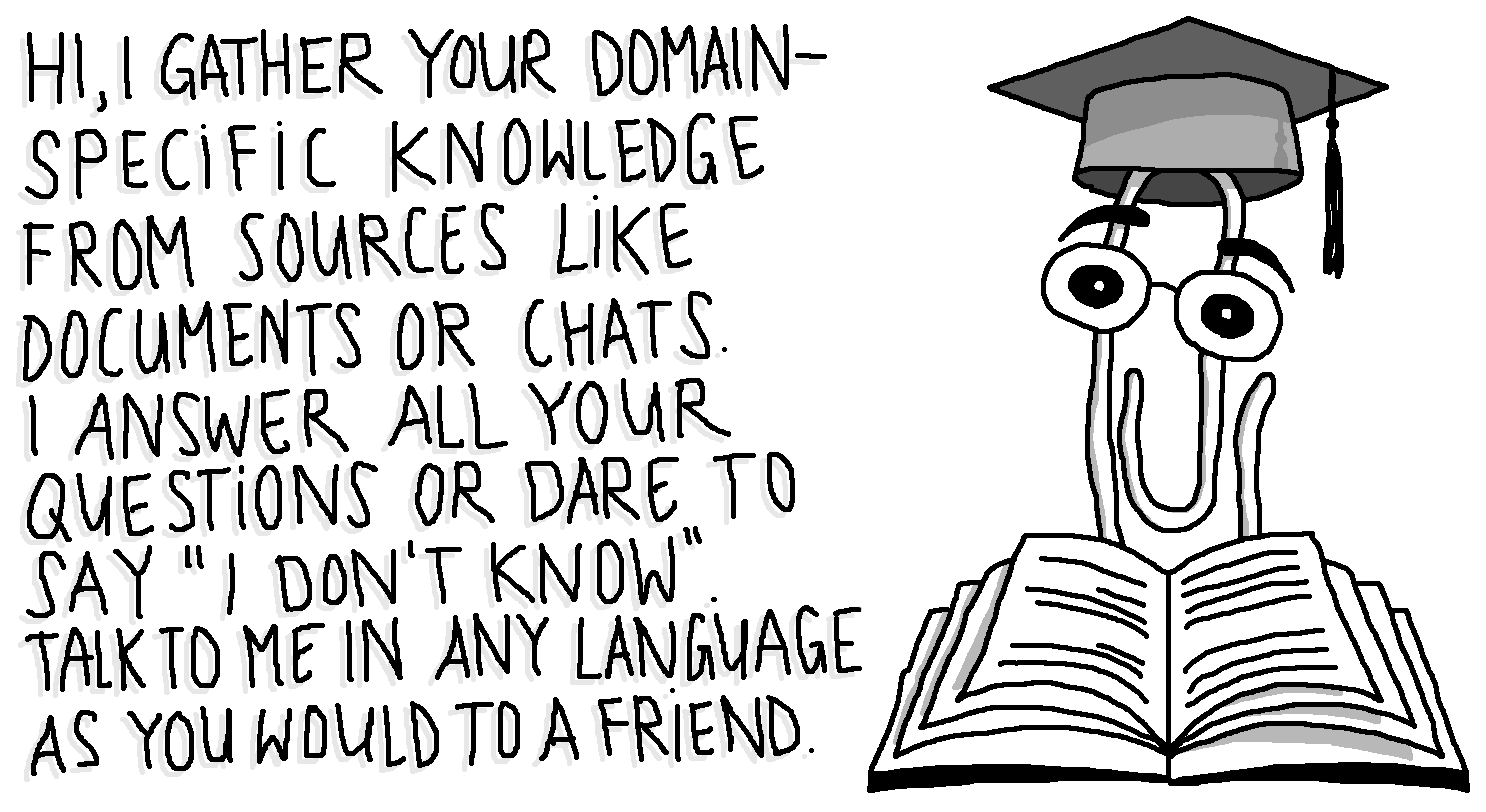 HI, I GATHER YOUR DOMAIN-
SPECiFiC KNOWLEDGE
FROM SOURCES LiKE
DOCUMENTS OR CHATS.
I ANSWER ALL YOUR
QUESTiONS OR DARE TO
SAY "I DON'T KNOW".
TALK TO ME IN ANY LANGUAGE
AS YOU WOULD TO A FRiEND.